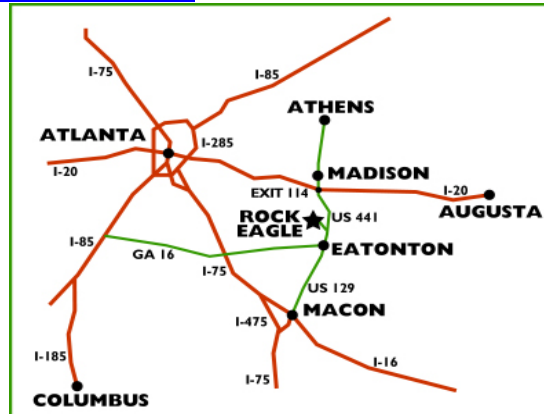 I-75
I-85
ATHENS
ATLANTA
I-285
I-20
MADISON
EXIT 114
I-20
AUGUSTA
ROCK
EAGLE
US 441
I-85
GA 16
EATONTON
I-75
US 129
I-475
MACON
I-185
I-75
I-16
COLUMBUS